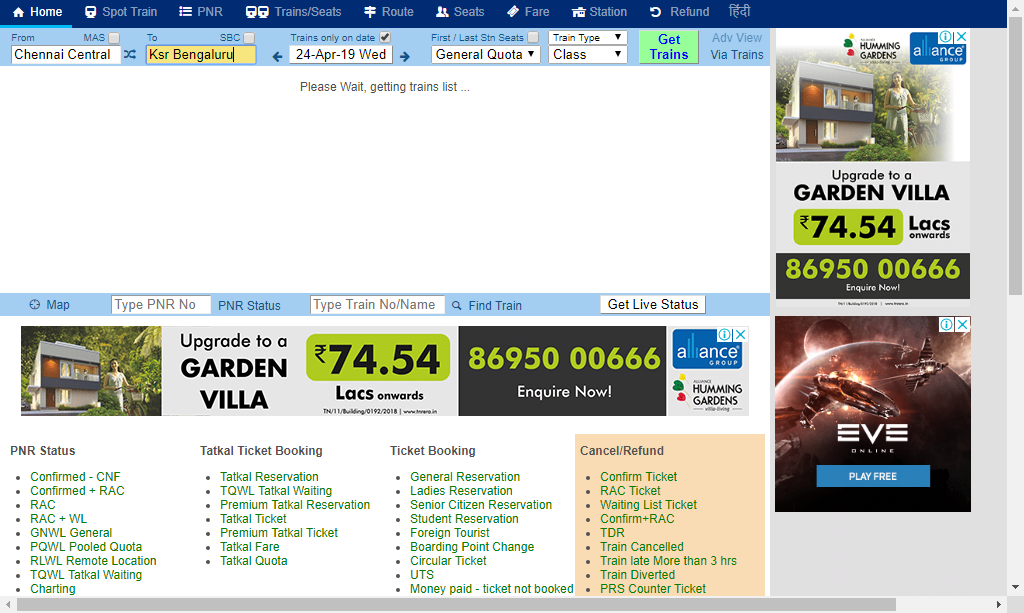 Home Spot Train PNR Trains/Seats Route Seats Fare Station Refund हिंदी
From MAS To SBC Trains only on date First / Last Stn Seats Train Type Get Trains Adv View
Chennai Central Ksr Bengaluru 24-Apr-19 Wed General Quota Class Via Trains
Please Wait, getting trains list ...
ALLIANCE
HUMMING
GARDENS
villa-living
alliance
GROUP
Upgrade to a
GARDEN VILLA
₹74.54 Lacs
onwards
86950 00666
Enquire Now!
TN/11/Building/0192/2018 | www.tnrera.in
Map Type PNR No PNR Status Type Train No/Name Find Train Get Live Status
Upgrade to a
GARDEN
VILLA
₹74.54
Lacs onwards
TN/11/Building/0192/2018 | www.tnrera.in
86950 00666
Enquire Now!
alliance
GROUP
ALLIANCE
HUMMING
GARDENS
villa-living
EVE
ONLINE
PLAY FREE
PNR Status
Confirmed - CNF
Confirmed + RAC
RAC
RAC + WL
GNWL General
PQWL Pooled Quota
RLWL Remote Location
TQWL Tatkal Waiting
Charting
Tatkal Ticket Booking
Tatkal Reservation
TQWL Tatkal Waiting
Premium Tatkal Reservation
Tatkal Ticket
Premium Tatkal Ticket
Tatkal Fare
Tatkal Quota
Ticket Booking
General Reservation
Ladies Reservation
Senior Citizen Reservation
Student Reservation
Foreign Tourist
Boarding Point Change
Circular Ticket
UTS
Money paid - ticket not booked
Cancel/Refund
Confirm Ticket
RAC Ticket
Waiting List Ticket
Confirm+RAC
TDR
Train Cancelled
Train late More than 3 hrs
Train Diverted
PRS Counter Ticket